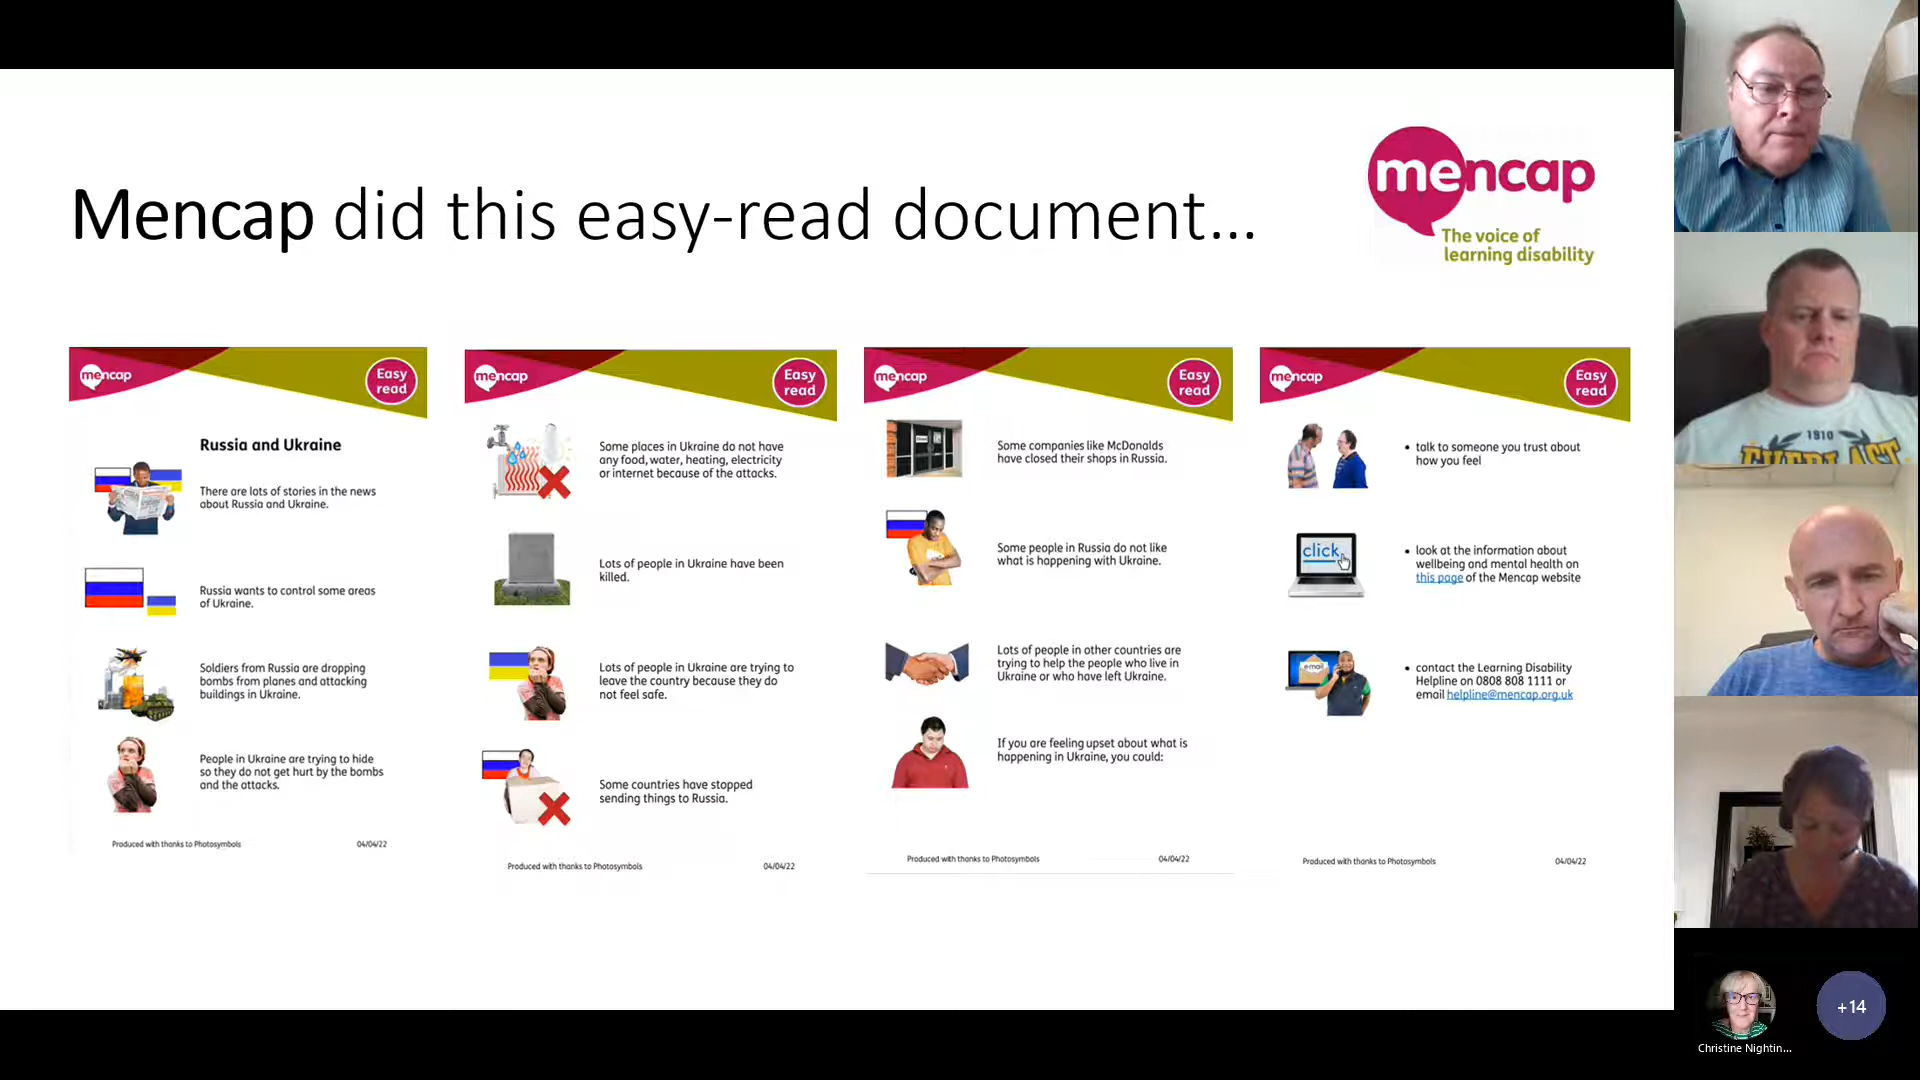 Mencap did this easy-read document...
mencap
The voice of
learning disability
mencap
Easy
read
Russia and Ukraine
There are lots of stories in the news
about Russia and Ukraine.
Russia wants to control some areas
of Ukraine.
Soldiers from Russia are dropping
bombs from planes and attacking
buildings in Ukraine.
People in Ukraine are trying to hide
so they do not get hurt by the bombs
and the attacks.
Produced with thanks to Photosymbols 04/04/22
mencap
Easy
read
Some places in Ukraine do not have
any food, water, heating, electricity
or internet because of the attacks.
Lots of people in Ukraine have been
killed.
Lots of people in Ukraine are trying to
leave the country because they do
not feel safe.
Some countries have stopped
sending things to Russia.
Produced with thanks to Photosymbols 04/04/22
mencap
Easy
read
Some companies like McDonalds
have closed their shops in Russia.
Some people in Russia do not like
what is happening with Ukraine.
Lots of people in other countries are
trying to help the people who live in
Ukraine or who have left Ukraine.
If you are feeling upset about what is
happening in Ukraine, you could:
Produced with thanks to Photosymbols 04/04/22
mencap
Easy
read
• talk to someone you trust about
how you feel
click
• look at the information about
wellbeing and mental health on
this page of the Mencap website
email
• contact the Learning Disability
Helpline on 0808 808 1111 or
email helpline@mencap.org.uk
Produced with thanks to Photosymbols 04/04/22
1910
EVERLAST
Christine Nightin...
+14